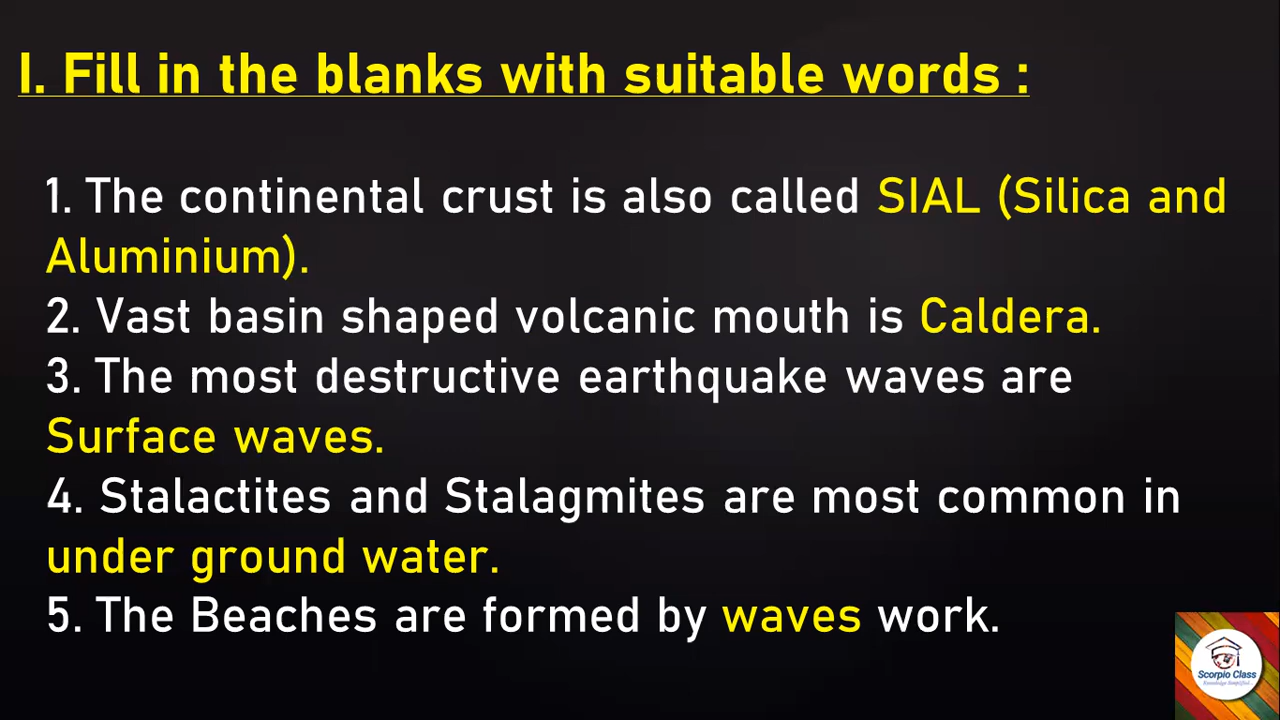 I. Fill in the blanks with suitable words :
1. The continental crust is also called SIAL (Silica and
Aluminium).
2. Vast basin shaped volcanic mouth is Caldera.
3. The most destructive earthquake waves are
Surface waves.
4. Stalactites and Stalagmites are most common in
under ground water.
5. The Beaches are formed by waves work.
Scorpio Class
Knowledge Simplified...